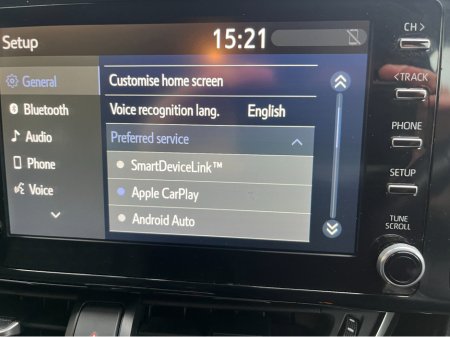 Setup
15:21
General
Bluetooth
Audio
Phone
Voice
Customise home screen
Voice recognition lang. English
Preferred service
SmartDeviceLink™
Apple CarPlay
Android Auto
CH >
< TRACK
PHONE
SETUP
TUNE
SCROLL